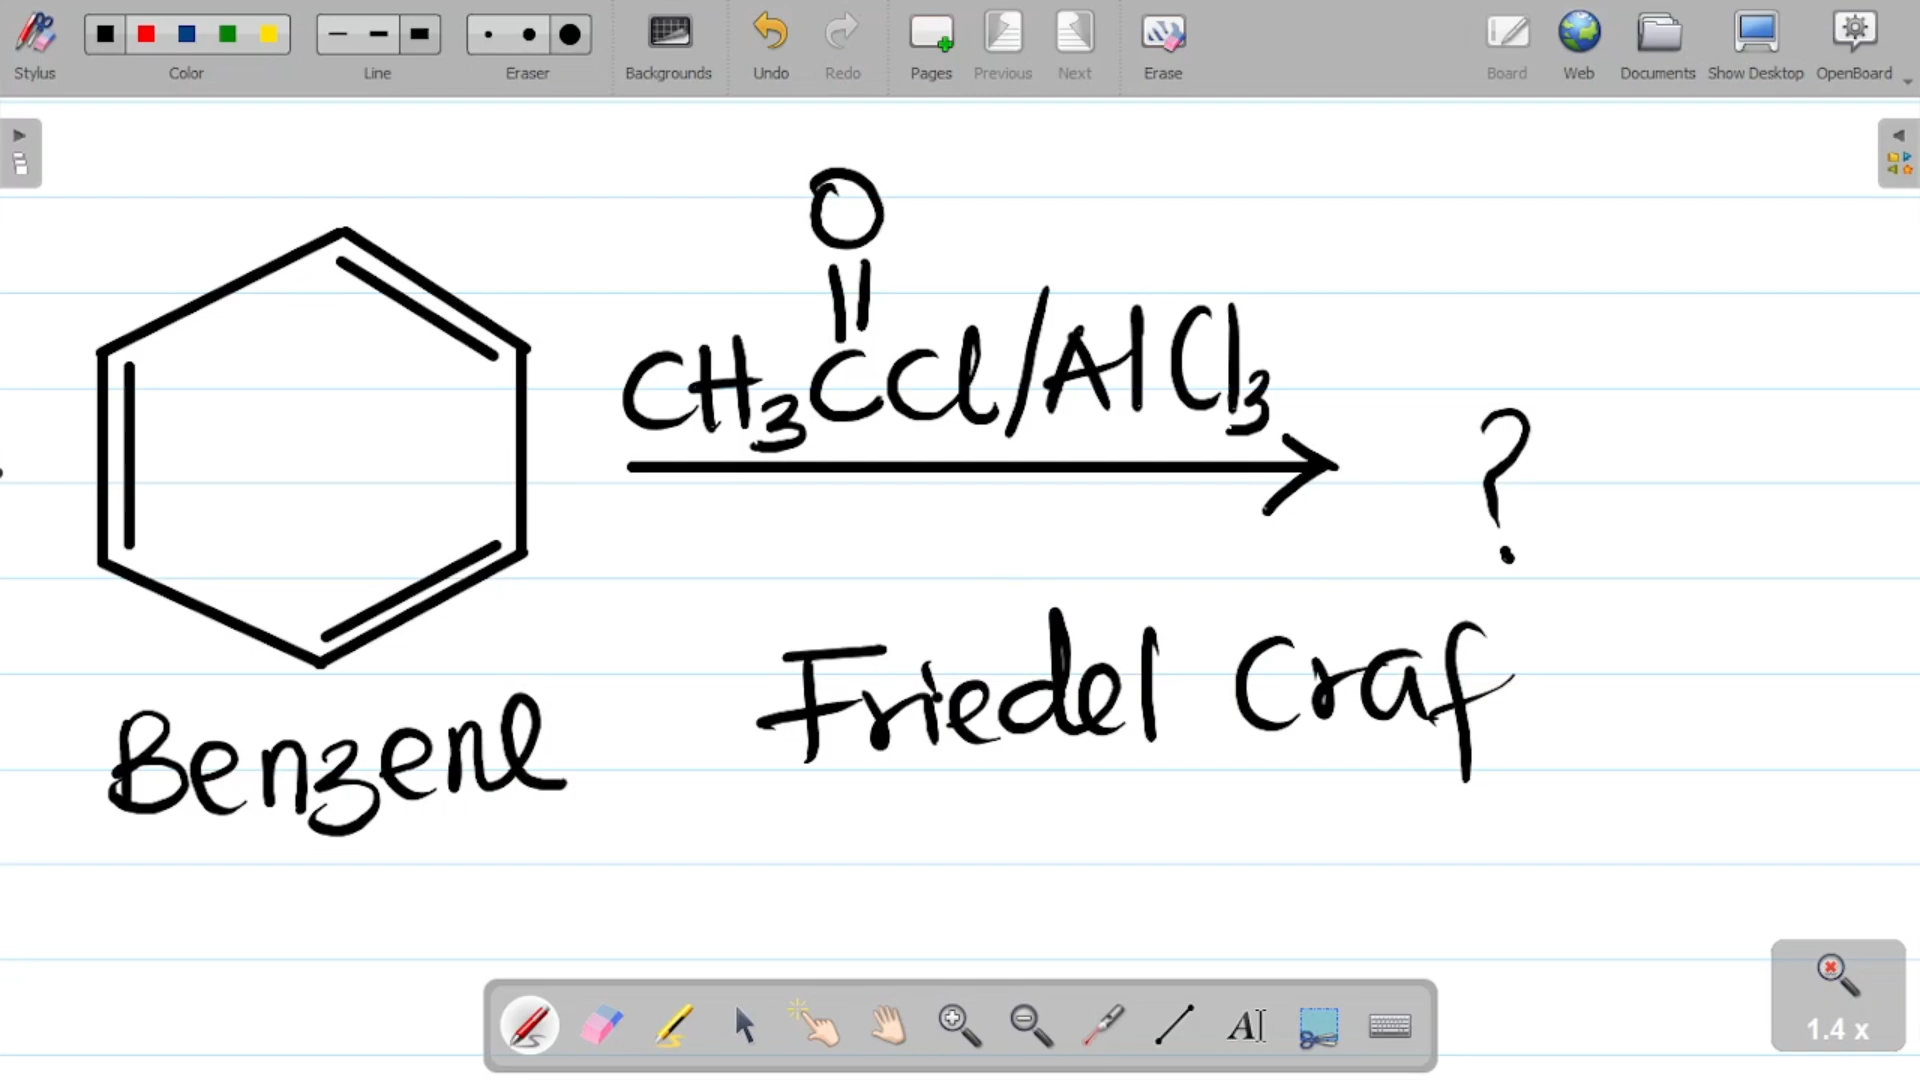 Stylus Color Line Eraser Backgrounds Undo Redo Pages Previous Next Erase Board Web Documents Show Desktop OpenBoard
O
CH3CCl/AlCl3
?
Benzene
Friedel Craf
AI
1.4 x